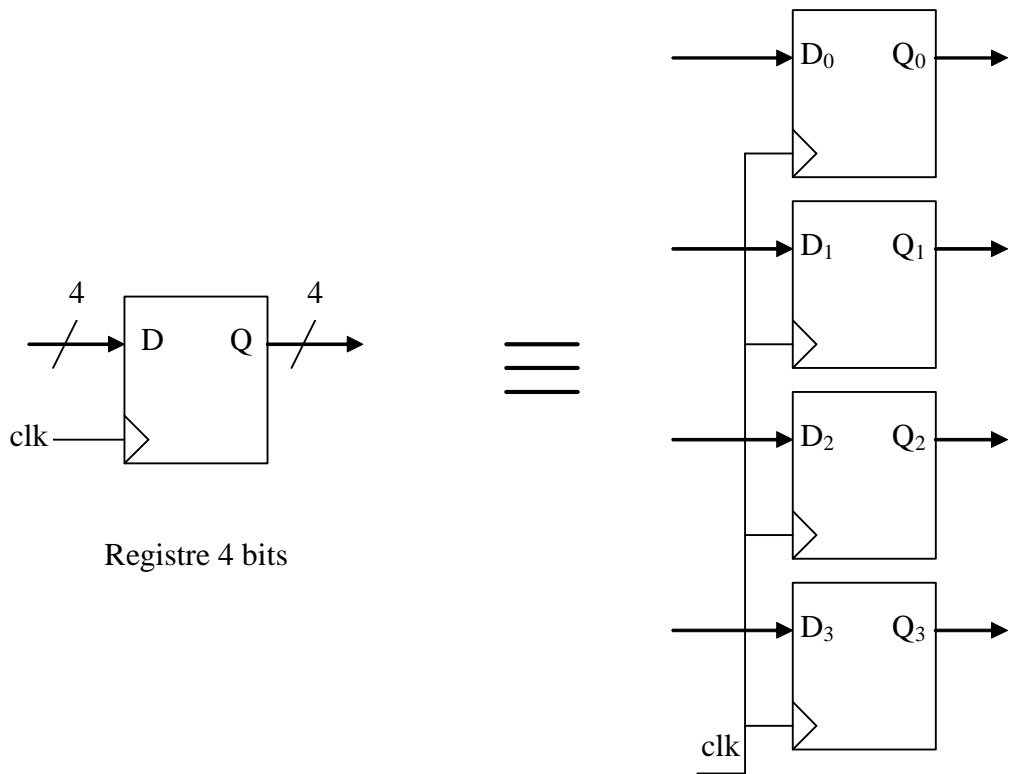 4
4
D Q
clk
Registre 4 bits
D₀ Q₀
D₁ Q₁
D₂ Q₂
D₃ Q₃
clk